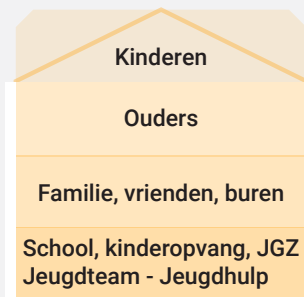 Kinderen
Ouders
Familie, vrienden, buren
School, kinderopvang, JGZ
Jeugdteam - Jeugdhulp